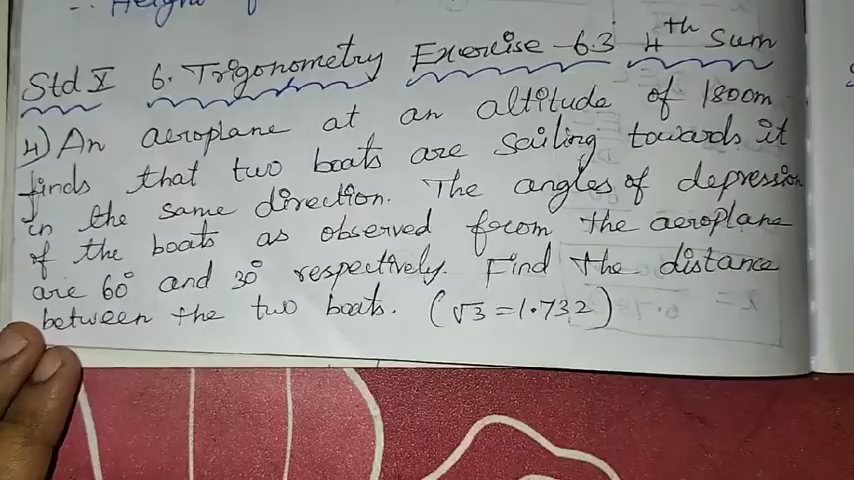 ∴ Height of
Std X 6. Trigonometry Exercise - 6.3 4th Sum
4) An aeroplane at an altitude of 1800m
finds that two boats are sailing towards it
in the same direction. The angles of depression
of the boats as observed from the aeroplane
are 60° and 30° respectively. Find the distance
between the two boats. (√3 = 1.732)